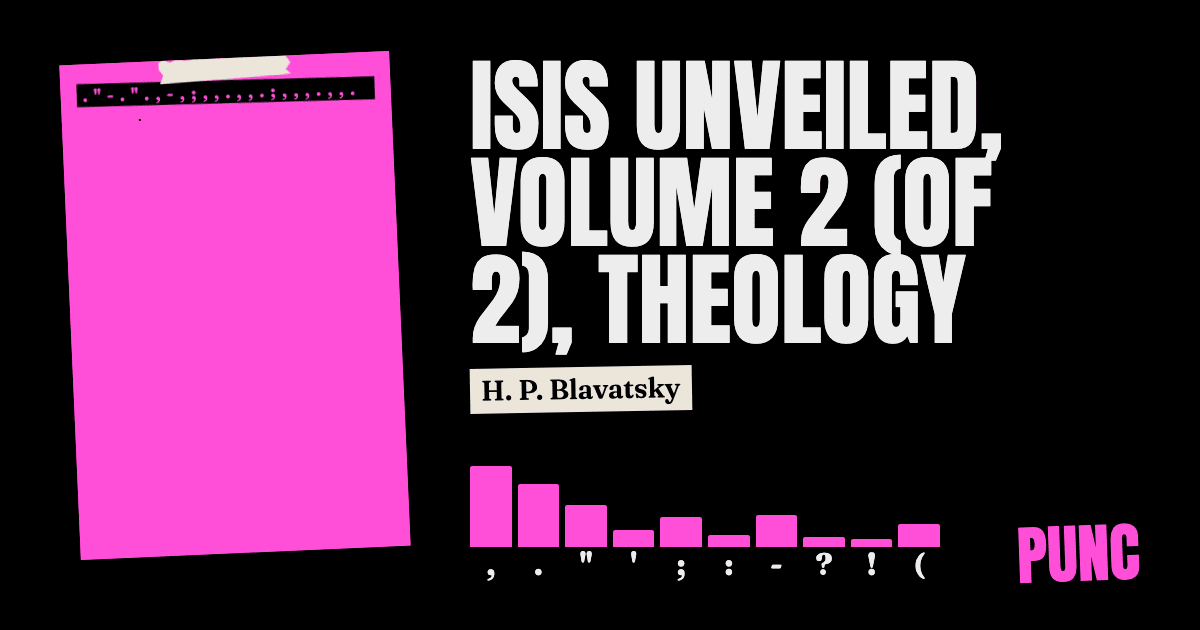 ."-.".,-,;,,.,,.;,,,.,,.
.
ISIS UNVEILED,
VOLUME 2 (OF
2), THEOLOGY
H. P. Blavatsky
, . " ' ; : - ? ! (
PUNC